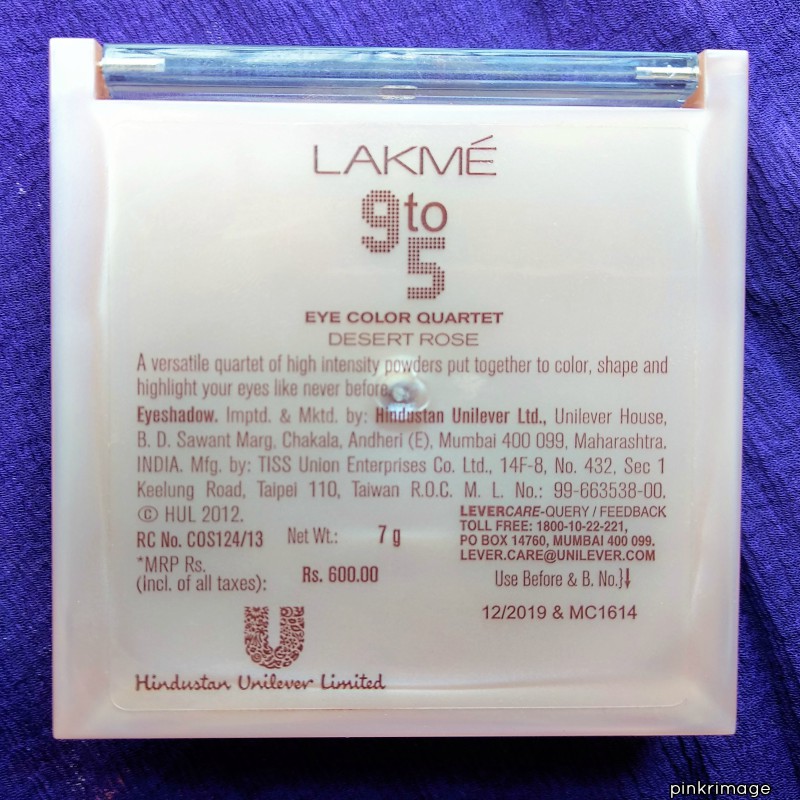 LAKMÉ
9to
5
EYE COLOR QUARTET
DESERT ROSE
A versatile quartet of high intensity powders put together to color, shape and
highlight your eyes like never before.
Eyeshadow. Imptd. & Mktd. by: Hindustan Unilever Ltd., Unilever House,
B. D. Sawant Marg, Chakala, Andheri (E), Mumbai 400 099, Maharashtra.
INDIA. Mfg. by: TISS Union Enterprises Co. Ltd., 14F-8, No. 432, Sec 1
Keelung Road, Taipei 110, Taiwan R.O.C. M. L. No.: 99-663538-00.
© HUL 2012.
RC No. COS124/13 Net Wt.: 7 g
*MRP Rs.
(Incl. of all taxes): Rs. 600.00
LEVERCARE-QUERY / FEEDBACK
TOLL FREE: 1800-10-22-221,
PO BOX 14760, MUMBAI 400 099.
LEVER.CARE@UNILEVER.COM
Use Before & B. No.}⇂
12/2019 & MC1614
Hindustan Unilever Limited
pinkrimage